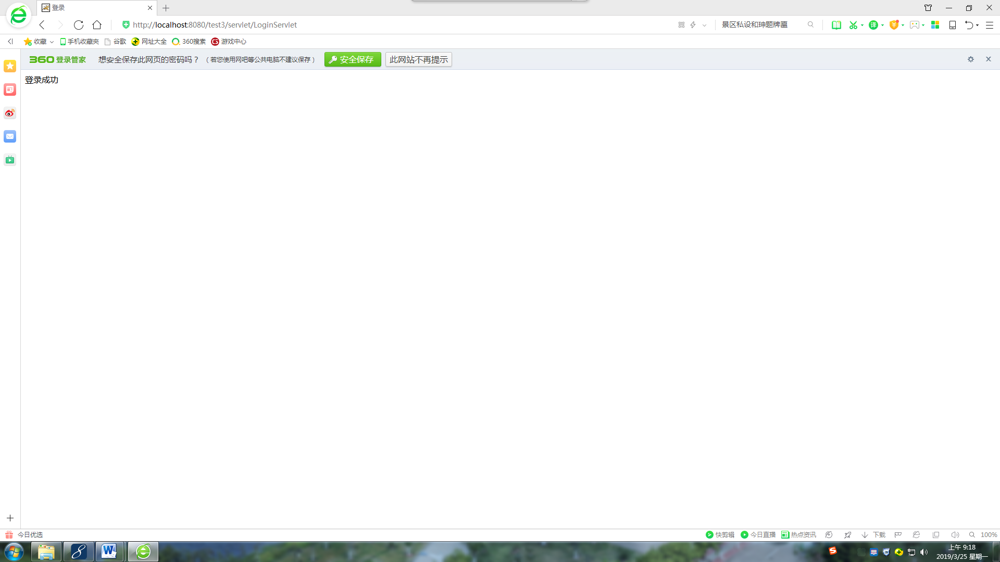 登录
http://localhost:8080/test3/servlet/LoginServlet
景区私设和珅题牌匾
译
收藏 手机收藏夹 谷歌 网址大全 360搜索 游戏中心
360 登录管家 想安全保存此网页的密码吗？（若您使用网吧等公共电脑不建议保存） 安全保存 此网站不再提示
登录成功
今日优选 快剪辑 今日直播 热点资讯 下载 100%
上午 9:18
2019/3/25 星期一